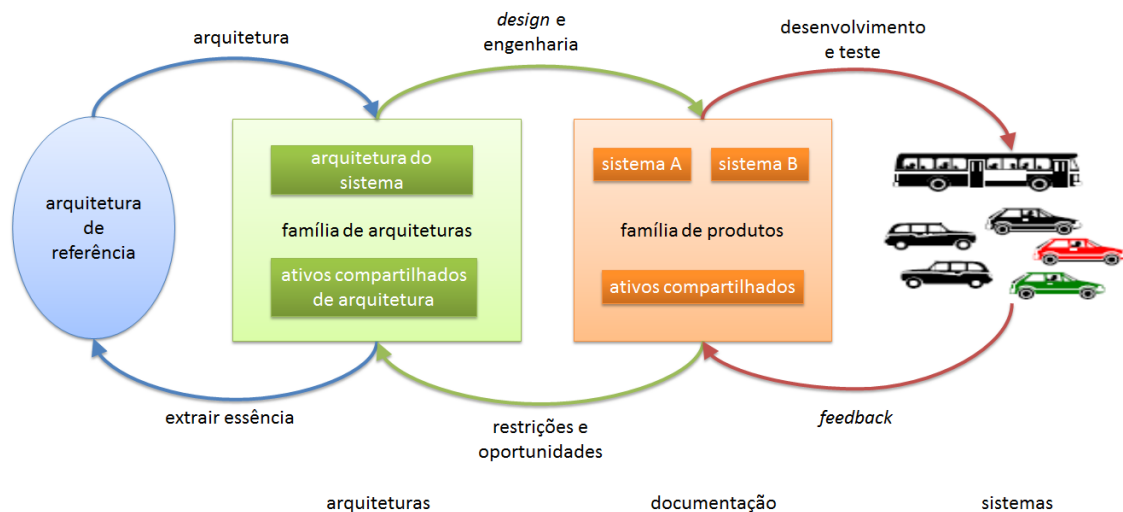 arquitetura
design e
engenharia
desenvolvimento
e teste
arquitetura
de
referência
arquitetura do
sistema
família de arquiteturas
ativos compartilhados
de arquitetura
sistema A
sistema B
família de produtos
ativos compartilhados
extrair essência
restrições e
oportunidades
feedback
arquiteturas
documentação
sistemas